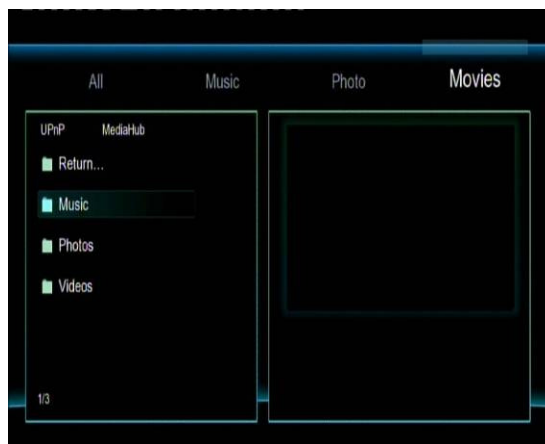 All Music Photo Movies
UPnP MediaHub
Return...
Music
Photos
Videos
1/3